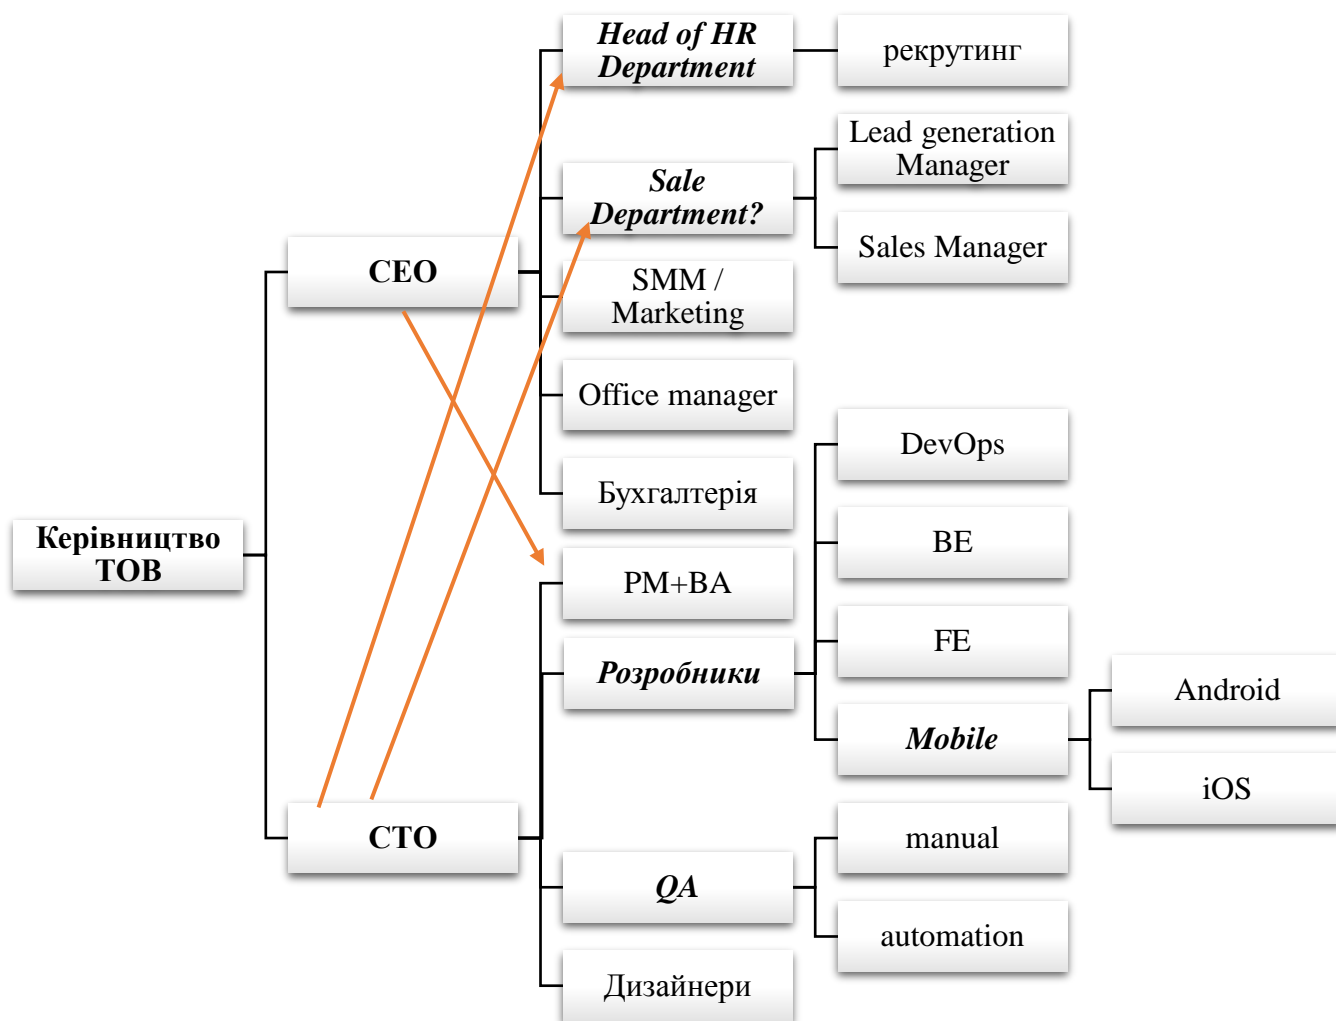 Head of HR
Department
рекрутинг
Lead generation
Manager
Sale
Department?
Sales Manager
CEO
SMM /
Marketing
Office manager
DevOps
Бухгалтерія
Керівництво
ТОВ
BE
PM+BA
FE
Розробники
Android
Mobile
iOS
CTO
manual
QA
automation
Дизайнери